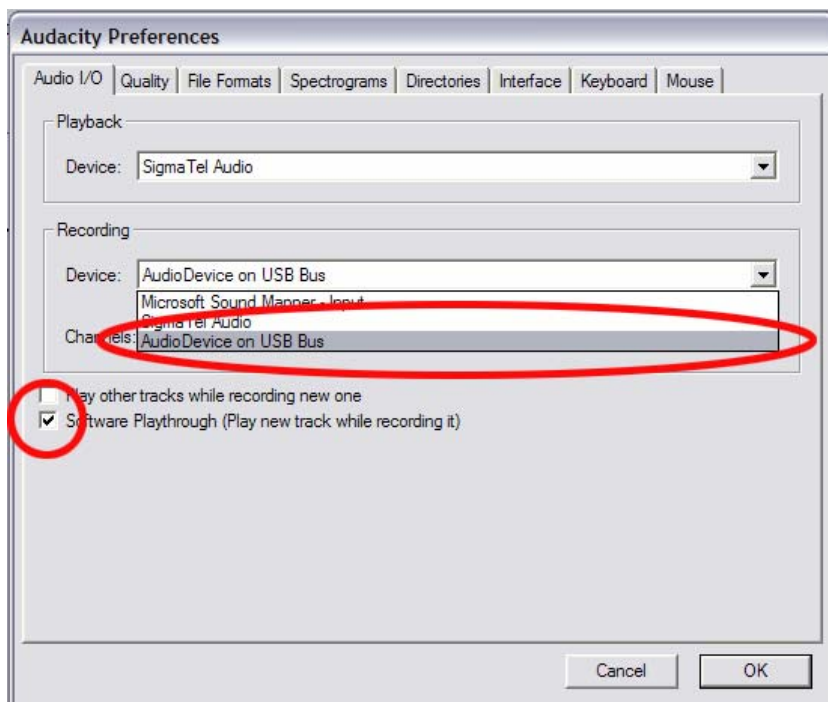 Audacity Preferences
Audio I/O Quality File Formats Spectrograms Directories Interface Keyboard Mouse
Playback
Device: SigmaTel Audio
Recording
Device: AudioDevice on USB Bus
Microsoft Sound Mapper - Input
SigmaTel Audio
Channels: AudioDevice on USB Bus
Play other tracks while recording new one
Software Playthrough (Play new track while recording it)
Cancel OK